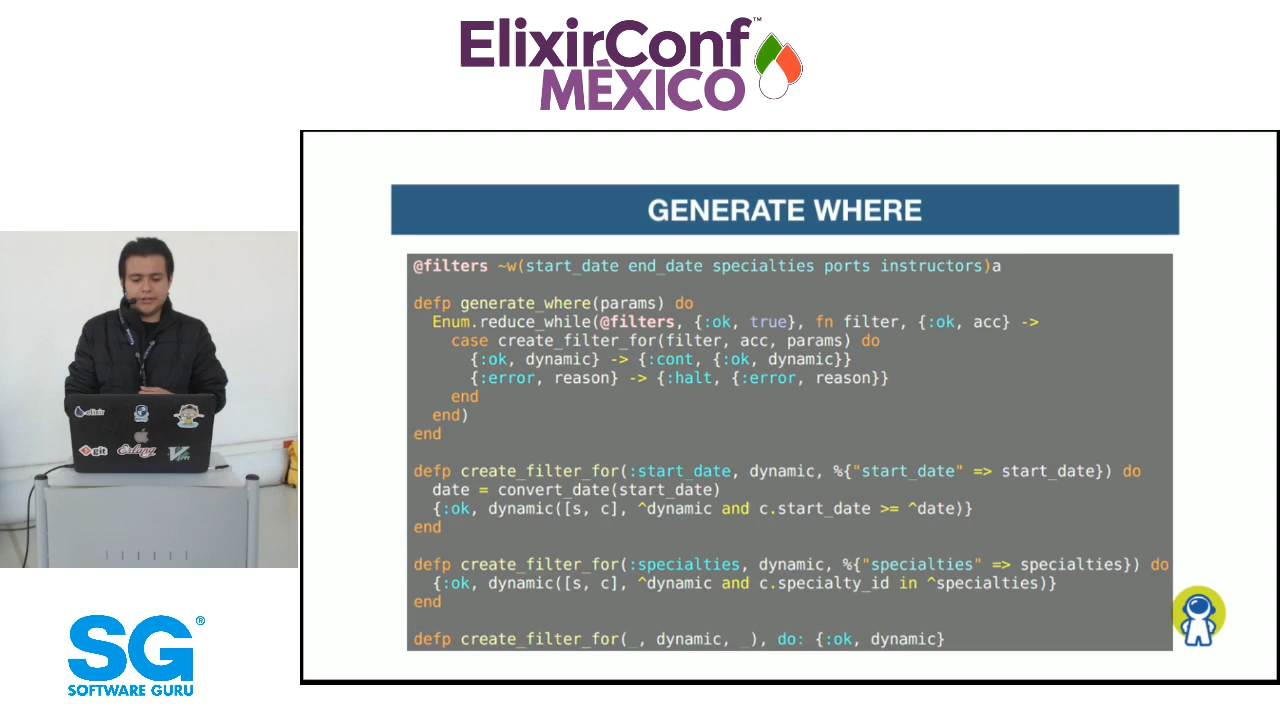 ElixirConf™
MÉXICO
GENERATE WHERE
@filters ~w(start_date end_date specialties ports instructors)a
defp generate_where(params) do
  Enum.reduce_while(@filters, {:ok, true}, fn filter, {:ok, acc} ->
    case create_filter_for(filter, acc, params) do
      {:ok, dynamic} -> {:cont, {:ok, dynamic}}
      {:error, reason} -> {:halt, {:error, reason}}
    end
  end)
end
defp create_filter_for(:start_date, dynamic, %{"start_date" => start_date}) do
  date = convert_date(start_date)
  {:ok, dynamic([s, c], ^dynamic and c.start_date >= ^date)}
end
defp create_filter_for(:specialties, dynamic, %{"specialties" => specialties}) do
  {:ok, dynamic([s, c], ^dynamic and c.specialty_id in ^specialties)}
end
defp create_filter_for(_, dynamic, _), do: {:ok, dynamic}
elixir
git
Erlang
SG®
SOFTWARE GURU